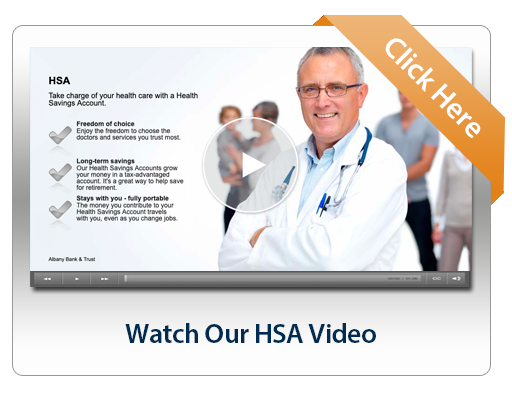 Click Here
HSA
Take charge of your health care with a Health
Savings Account.
Freedom of choice
Enjoy the freedom to choose the
doctors and services you trust most.
Long-term savings
Our Health Savings Accounts grow
your money in a tax-advantaged
account. It's a great way to help save
for retirement.
Stays with you - fully portable
The money you contribute to your
Health Savings Account travels
with you, even as you change jobs.
Albany Bank & Trust
Watch Our HSA Video